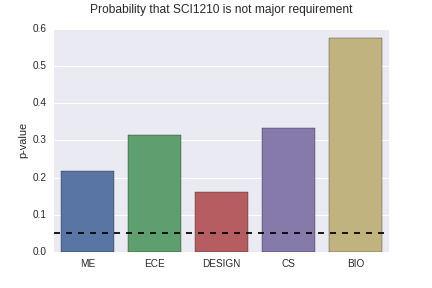 Probability that SCI1210 is not major requirement
0.6
0.5
0.4
0.3
0.2
0.1
0.0
p-value
ME ECE DESIGN CS BIO